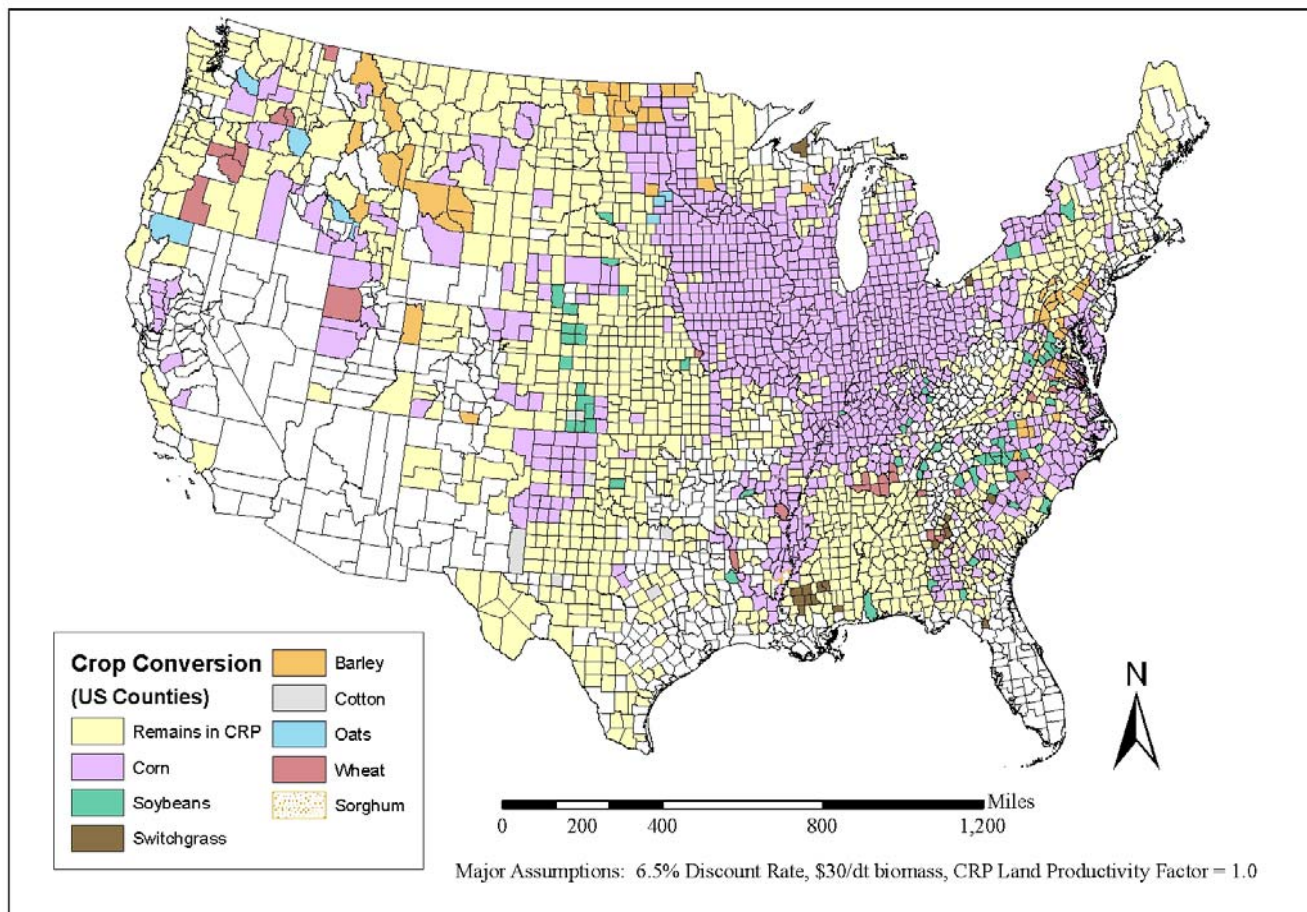 Crop Conversion
(US Counties)
Remains in CRP
Corn
Soybeans
Switchgrass
Barley
Cotton
Oats
Wheat
Sorghum
N
Miles
0 200 400 800 1,200
Major Assumptions: 6.5% Discount Rate, $30/dt biomass, CRP Land Productivity Factor = 1.0